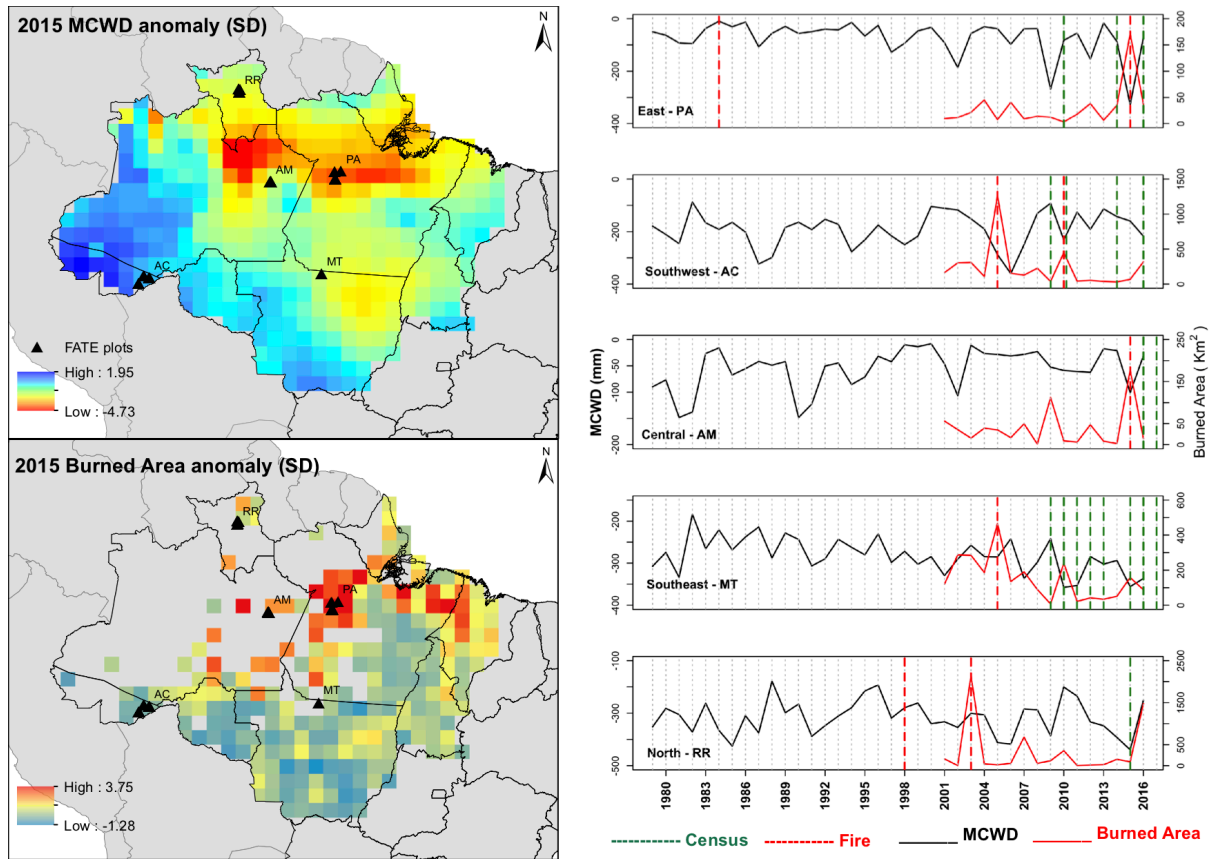 2015 MCWD anomaly (SD)
N
RR
PA
AM
AC
MT
FATE plots
High : 1.95
Low : -4.73
2015 Burned Area anomaly (SD)
N
RR
PA
AM
AC
MT
High : 3.75
Low : -1.28
0
-200
-400
200
150
100
50
0
East - PA
0
-100
-200
-300
-400
1500
1000
500
0
Southwest - AC
0
-50
-100
-150
-200
250
150
50
0
Central - AM
-200
-300
-400
600
400
200
0
Southeast - MT
-100
-300
-500
2500
1500
500
0
North - RR
MCWD (mm)
Burned Area ( Km²)
1980
1983
1986
1989
1992
1995
1998
2001
2004
2007
2010
2013
2016
Census
Fire
MCWD
Burned Area